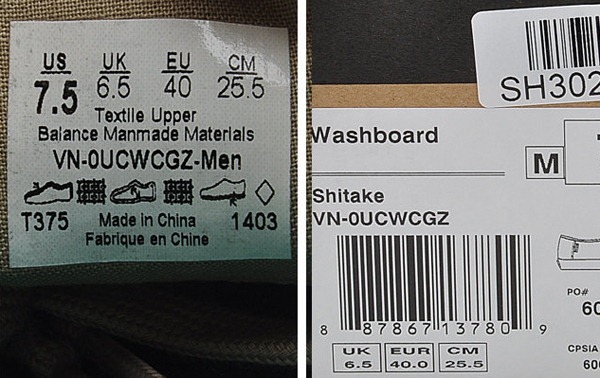 US UK EU CM
7.5 6.5 40 25.5
Textile Upper
Balance Manmade Materials
VN-0UCWCGZ-Men
T375 Made in China 1403
Fabrique en Chine
SH302
Washboard
M
Shitake
VN-0UCWCGZ
PO#
60
8 87867 13780 9
UK EUR CM
6.5 40.0 25.5
CPSIA
600